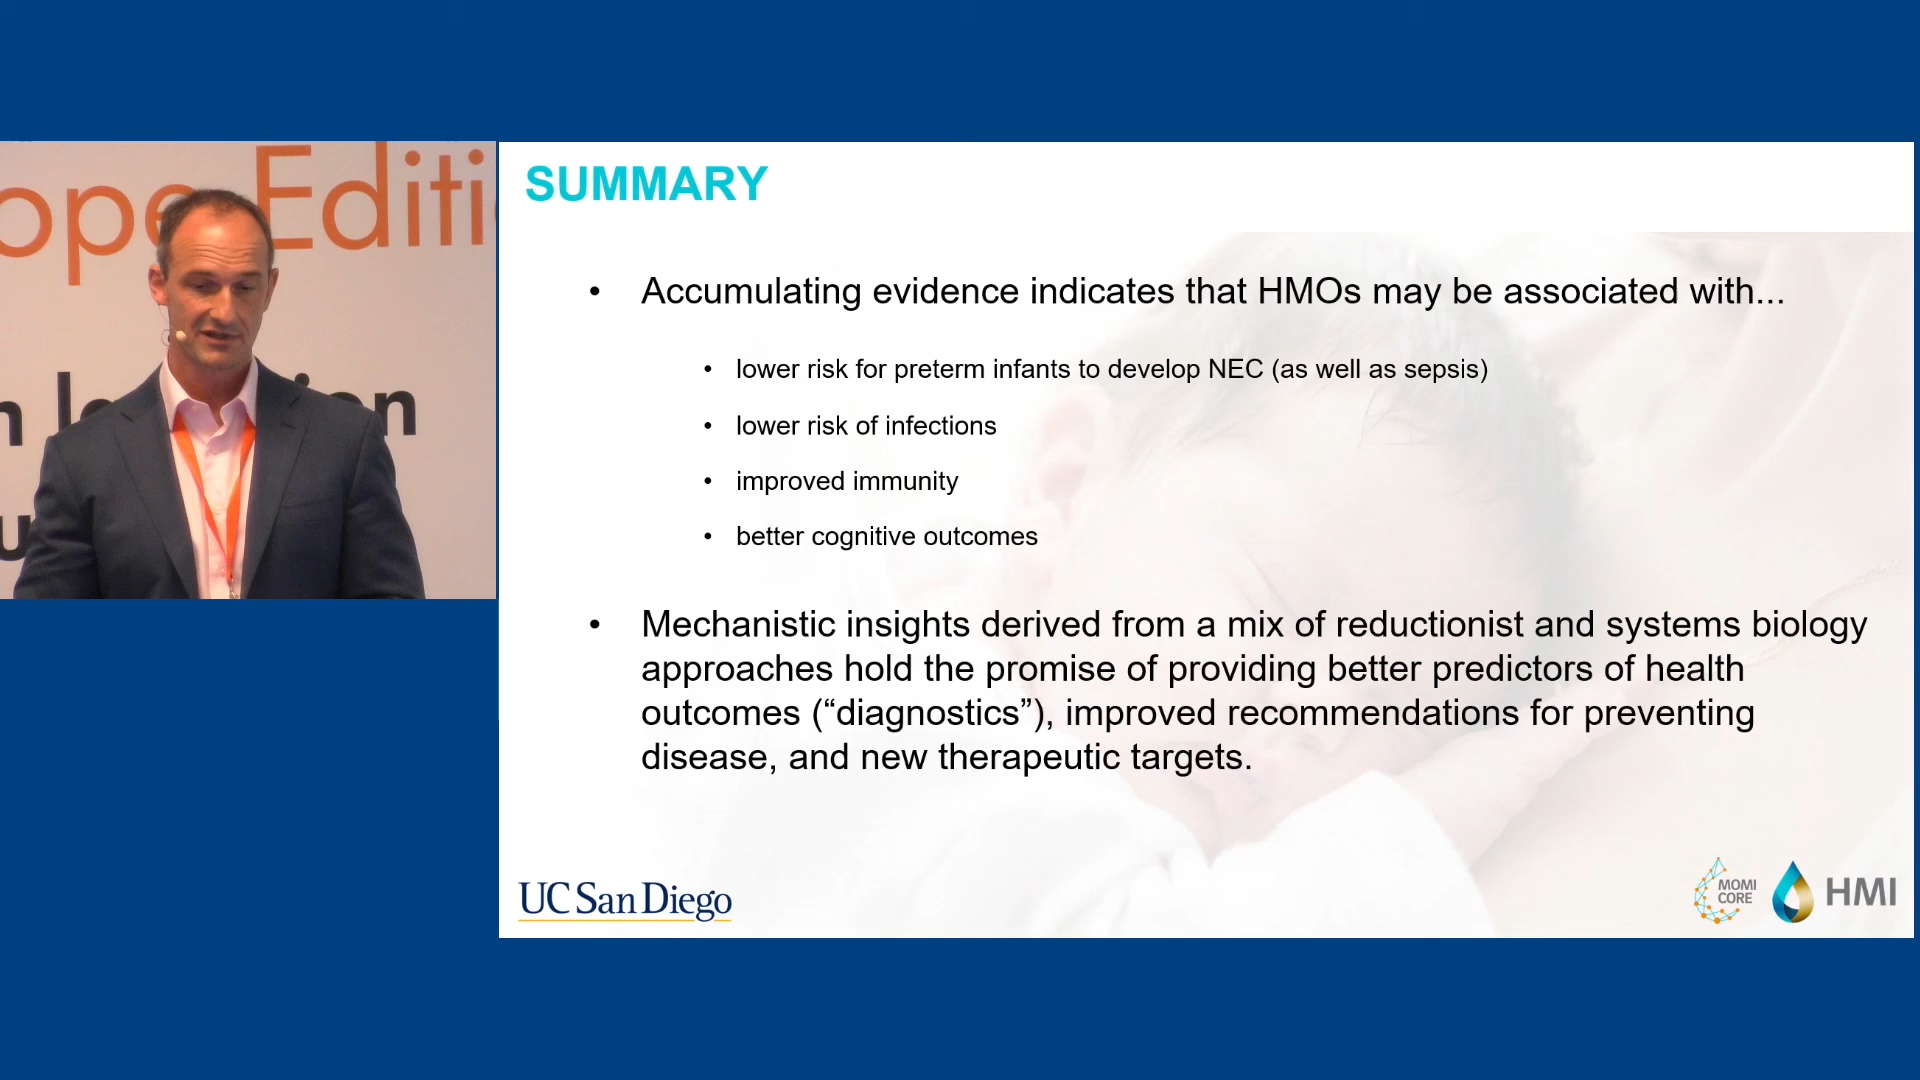 ope Editi
n
SUMMARY
• Accumulating evidence indicates that HMOs may be associated with...
• lower risk for preterm infants to develop NEC (as well as sepsis)
• lower risk of infections
• improved immunity
• better cognitive outcomes
• Mechanistic insights derived from a mix of reductionist and systems biology
approaches hold the promise of providing better predictors of health
outcomes (“diagnostics”), improved recommendations for preventing
disease, and new therapeutic targets.
UC San Diego
MOMI
CORE
HMI